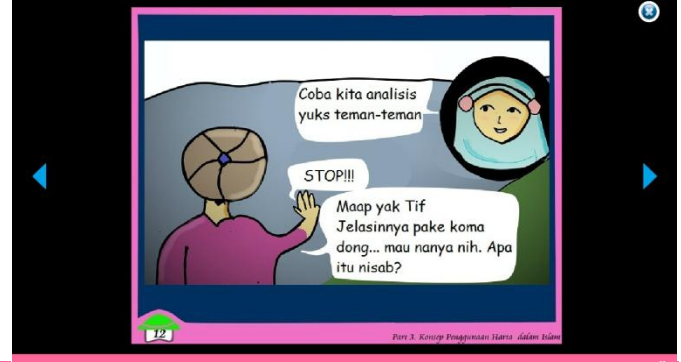 Coba kita analisis
yuks teman-teman
STOP!!!
Maap yak Tif
Jelasinnya pake koma
dong... mau nanya nih. Apa
itu nisab?
12
Part 3. Konsep Penggunaan Harta dalam Islam